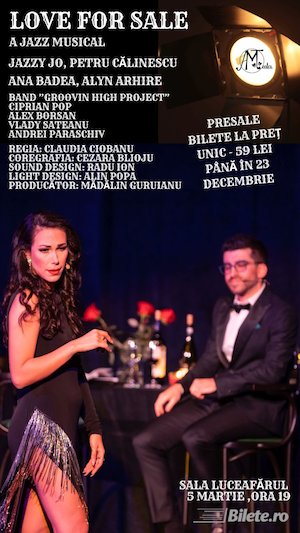 LOVE FOR SALE
A JAZZ MUSICAL
JAZZY JO, PETRU CĂLINESCU
ANA BADEA, ALYN ARHIRE
BAND "GROOVIN HIGH PROJECT"
CIPRIAN POP
ALEX BORSAN
VLADY SATEANU
ANDREI PARASCHIV
REGIA: CLAUDIA CIOBANU
COREGRAFIA: CEZARA BLIOJU
SOUND DESIGN: RADU ION
LIGHT DESIGN: ALIN POPA
PRODUCĂTOR: MĂDĂLIN GURUIANU
PRESALE
BILETE LA PREȚ
UNIC - 59 LEI
PÂNĂ ÎN 23
DECEMBRIE
SALA LUCEAFĂRUL
5 MARTIE ,ORA 19
Bilete.ro